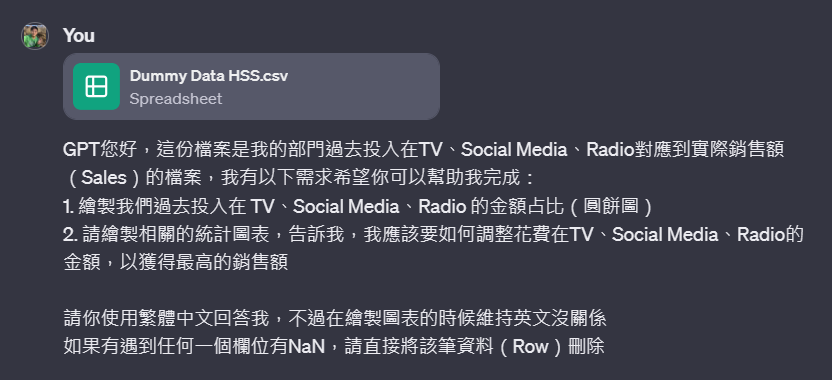 You
Dummy Data HSS.csv
Spreadsheet
GPT您好，這份檔案是我的部門過去投入在TV、Social Media、Radio對應到實際銷售額
（Sales）的檔案，我有以下需求希望你可以幫助我完成：
1. 繪製我們過去投入在 TV、Social Media、Radio 的金額占比（圓餅圖）
2. 請繪製相關的統計圖表，告訴我，我應該要如何調整花費在TV、Social Media、Radio的
金額，以獲得最高的銷售額
請你使用繁體中文回答我，不過在繪製圖表的時候維持英文沒關係
如果有遇到任何一個欄位有NaN，請直接將該筆資料（Row）刪除